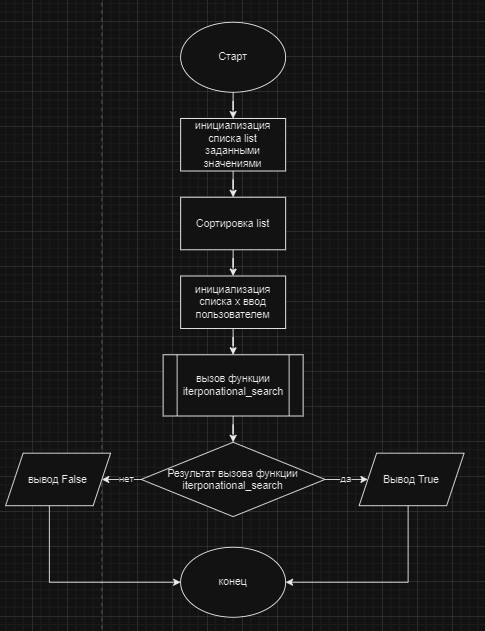 Старт
инициализация
списка list
заданными
значениями
Сортировка list
инициализация
списка x ввод
пользователем
вызов функции
iterponational_search
Результат вызова функции
iterponational_search
вывод False
нет
да
Вывод True
конец